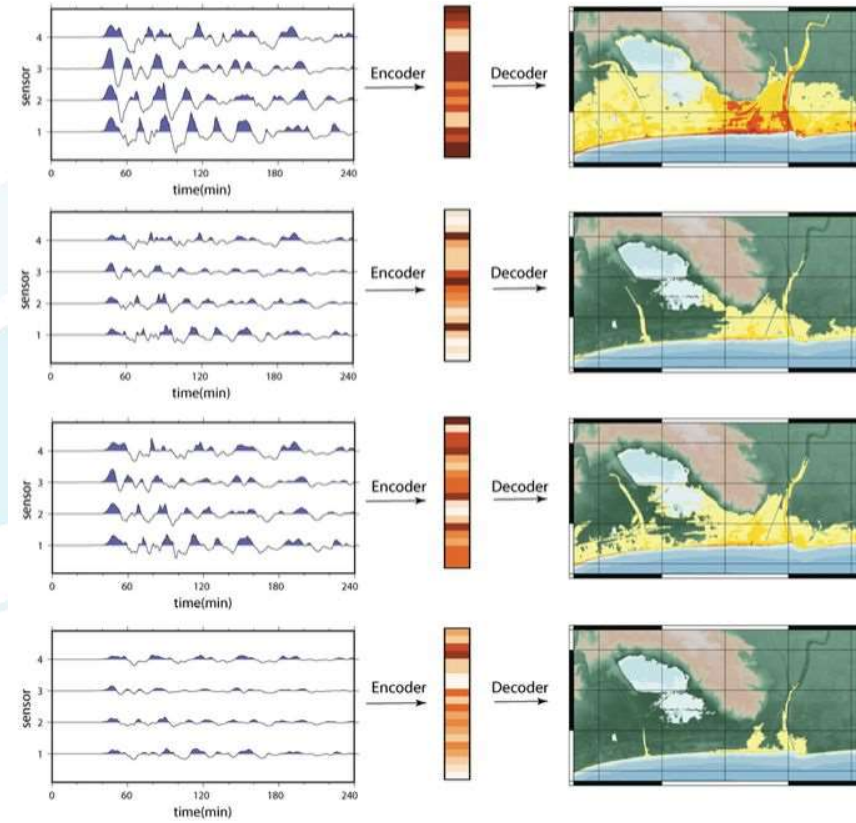 sensor
4
3
2
1
0 60 120 180 240
time(min)
Encoder
Decoder
sensor
4
3
2
1
0 60 120 180 240
time(min)
Encoder
Decoder
sensor
4
3
2
1
0 60 120 180 240
time(min)
Encoder
Decoder
sensor
4
3
2
1
0 60 120 180 240
time(min)
Encoder
Decoder